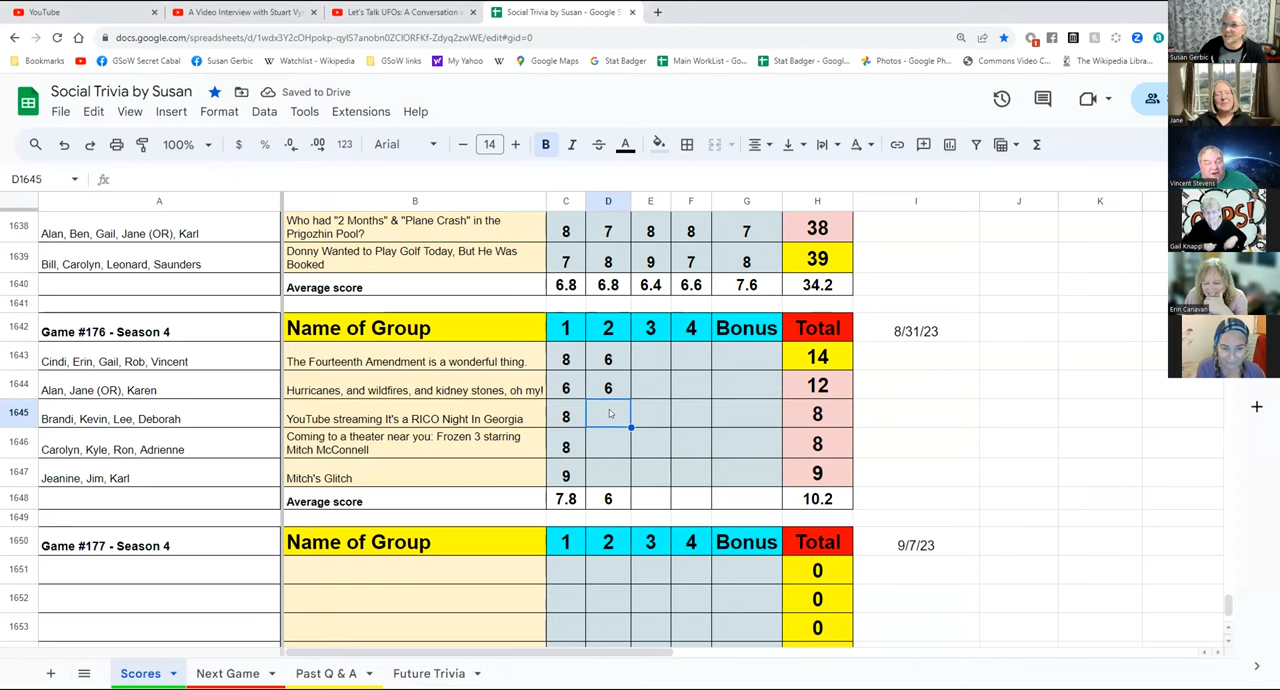 YouTube
A Video Interview with Stuart Vy
Let's Talk UFOs: A Conversation
Social Trivia by Susan - Google S
docs.google.com/spreadsheets/d/1wdx3Y2cOHpokp-qyIS7anobn0ZCIORFKf-Zdyq2zwWE/edit#gid=0
Bookmarks
GSoW Secret Cabal
Susan Gerbic
Watchlist - Wikipedia
GSoW links
My Yahoo
Google Maps
Stat Badger
Main WorkList - Go...
Stat Badger - Googl...
Photos - Google Ph...
Commons Video C...
The Wikipedia Libra...
Social Trivia by Susan
Saved to Drive
File Edit View Insert Format Data Tools Extensions Help
100% $ % .0 .00 123 Arial 14 B I A
D1645 fx
A B C D E F G H I J K
1638 Alan, Ben, Gail, Jane (OR), Karl Who had "2 Months" & "Plane Crash" in the
Prigozhin Pool? 8 7 8 8 7 38
1639 Bill, Carolyn, Leonard, Saunders Donny Wanted to Play Golf Today, But He Was
Booked 7 8 9 7 8 39
1640 Average score 6.8 6.8 6.4 6.6 7.6 34.2
1641
1642 Game #176 - Season 4 Name of Group 1 2 3 4 Bonus Total 8/31/23
1643 Cindi, Erin, Gail, Rob, Vincent The Fourteenth Amendment is a wonderful thing. 8 6 14
1644 Alan, Jane (OR), Karen Hurricanes, and wildfires, and kidney stones, oh my! 6 6 12
1645 Brandi, Kevin, Lee, Deborah YouTube streaming It's a RICO Night In Georgia 8 8
1646 Carolyn, Kyle, Ron, Adrienne Coming to a theater near you: Frozen 3 starring
Mitch McConnell 8 8
1647 Jeanine, Jim, Karl Mitch's Glitch 9 9
1648 Average score 7.8 6 10.2
1649
1650 Game #177 - Season 4 Name of Group 1 2 3 4 Bonus Total 9/7/23
1651 0
1652 0
1653 0
Scores Next Game Past Q & A Future Trivia
Susan Gerbic
Jane
Vincent Stevens
Gail Knapp
Erin Canavan